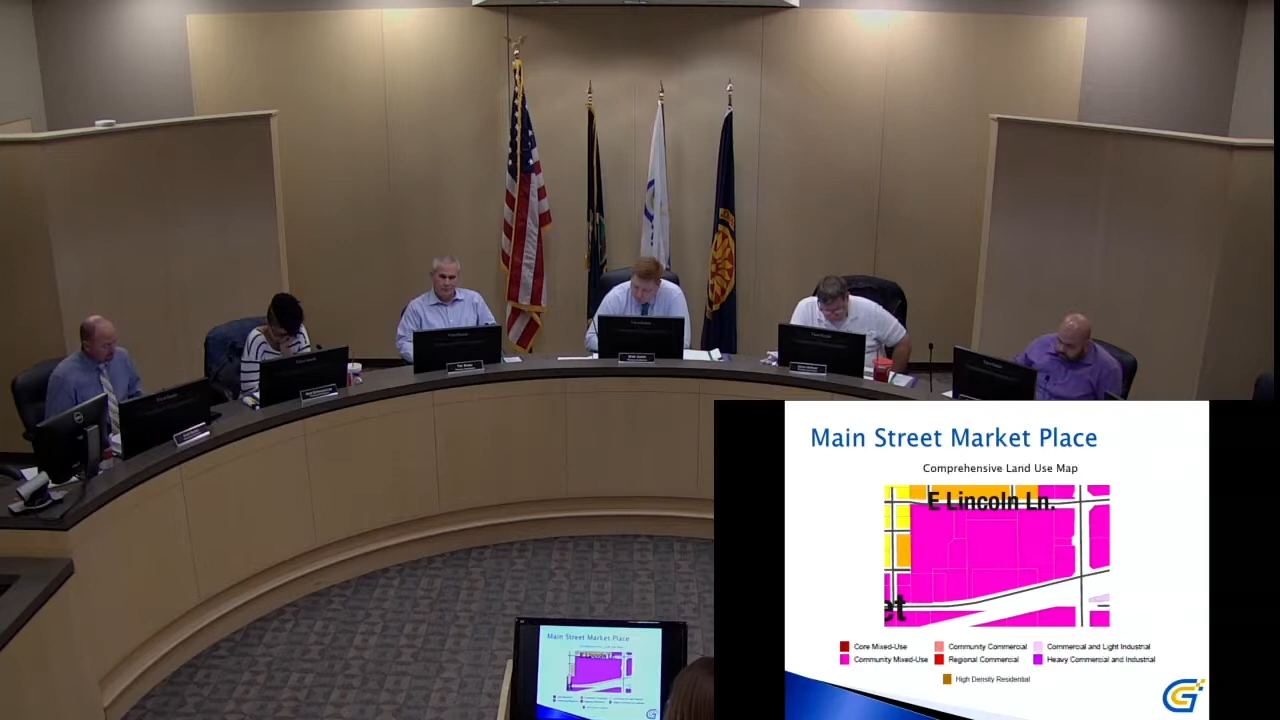 Main Street Market Place
Comprehensive Land Use Map
E Lincoln Ln.
et
Core Mixed-Use
Community Commercial
Commercial and Light Industrial
Community Mixed-Use
Regional Commercial
Heavy Commercial and Industrial
High Density Residential
G
Main Street Market Place